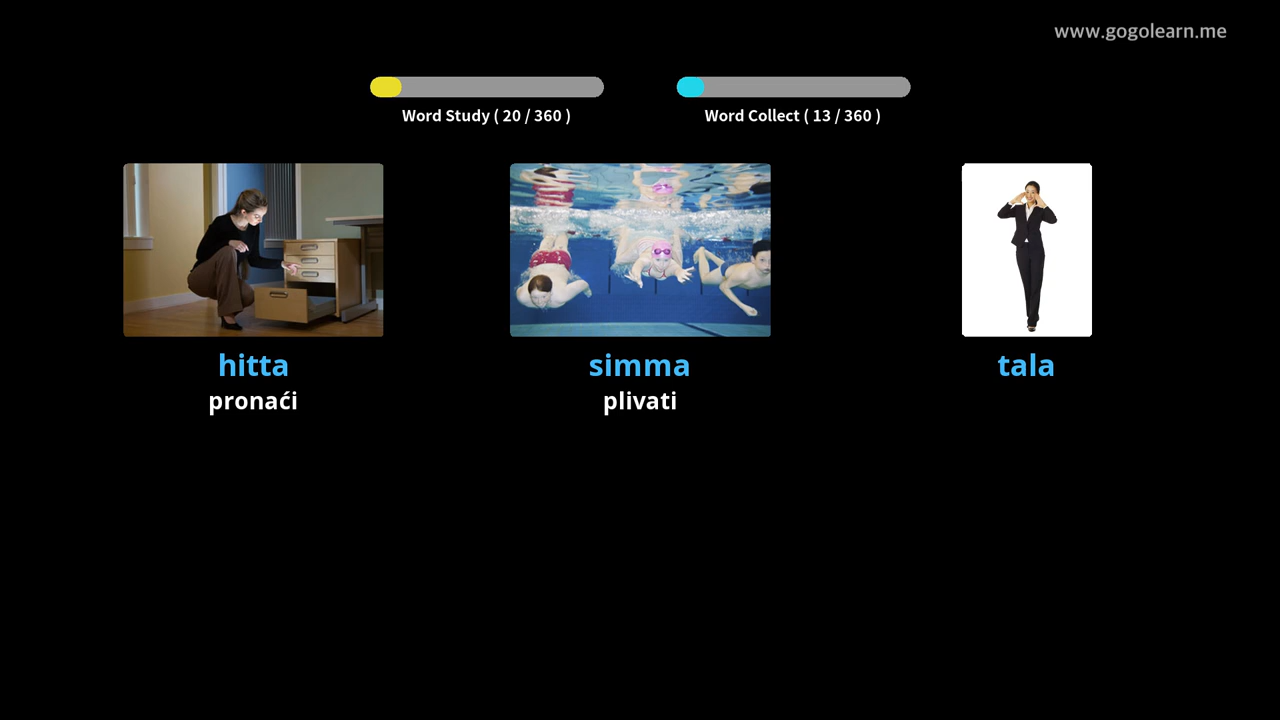 www.gogolearn.me
Word Study ( 20 / 360 )
Word Collect ( 13 / 360 )
hitta
simma
tala
pronaći
plivati